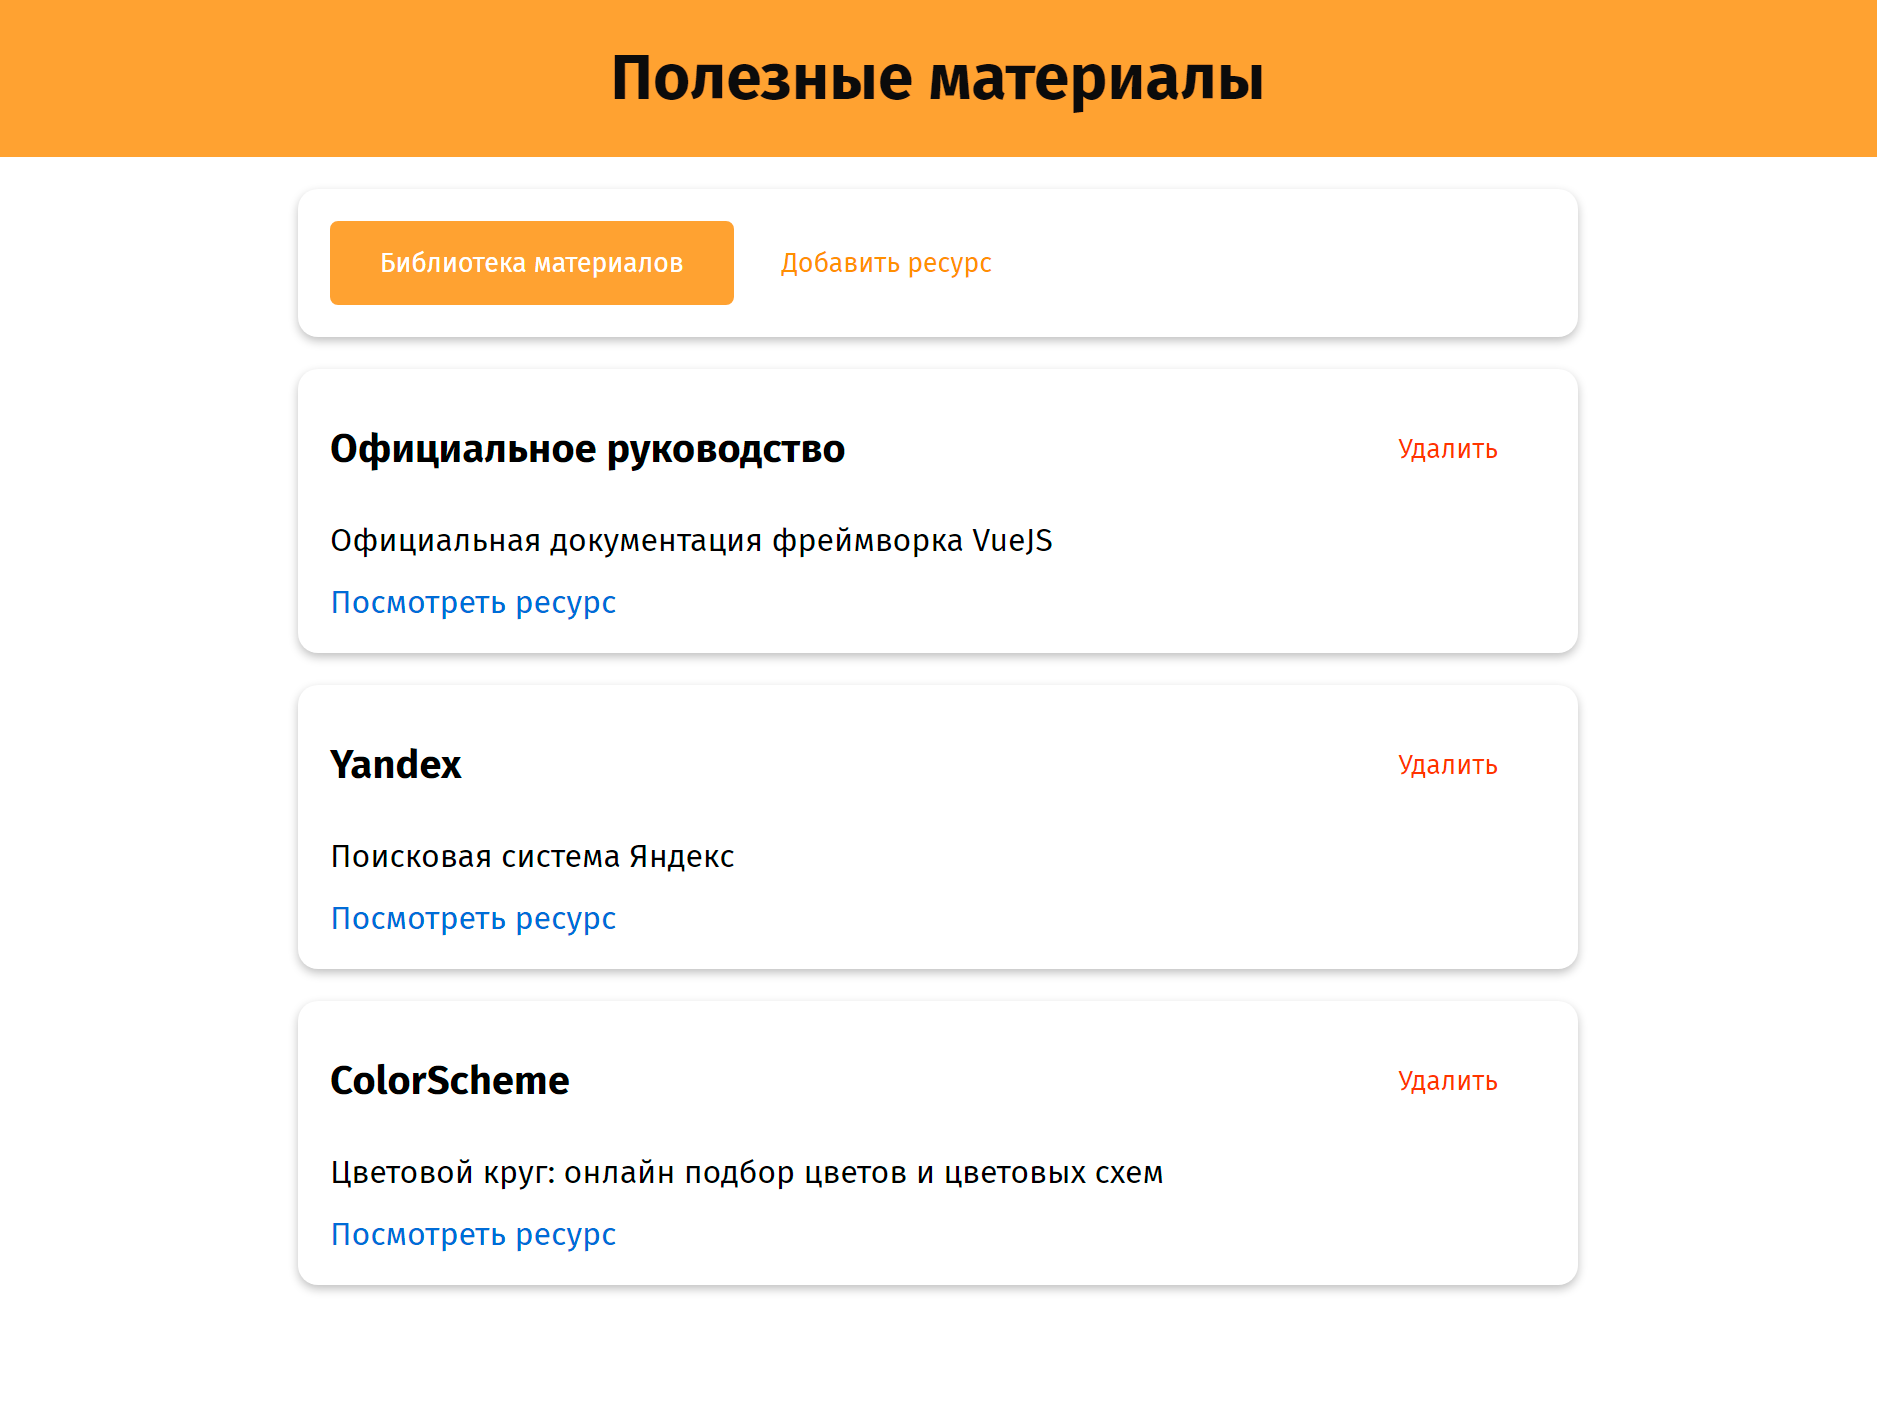 Полезные материалы
Библиотека материалов Добавить ресурс
Официальное руководство Удалить
Официальная документация фреймворка VueJS
Посмотреть ресурс
Yandex Удалить
Поисковая система Яндекс
Посмотреть ресурс
ColorScheme Удалить
Цветовой круг: онлайн подбор цветов и цветовых схем
Посмотреть ресурс